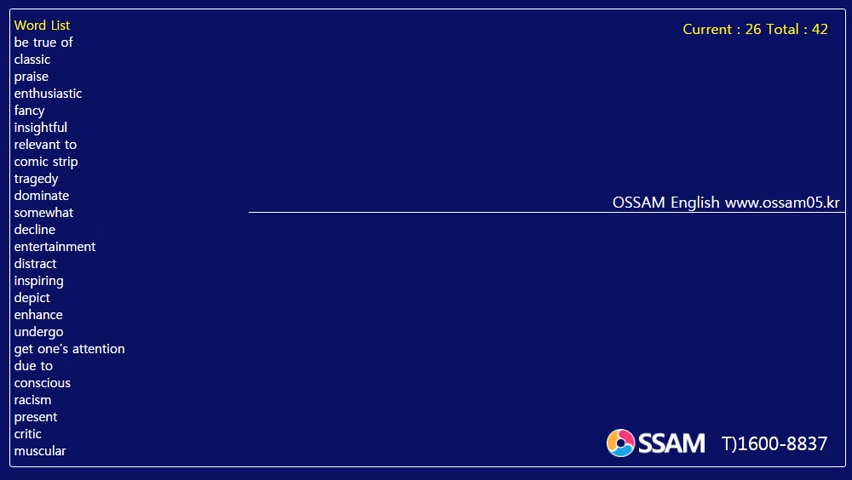 Word List
be true of
classic
praise
enthusiastic
fancy
insightful
relevant to
comic strip
tragedy
dominate
somewhat
decline
entertainment
distract
inspiring
depict
enhance
undergo
get one's attention
due to
conscious
racism
present
critic
muscular
Current : 26 Total : 42
OSSAM English www.ossam05.kr
OSSAM T)1600-8837